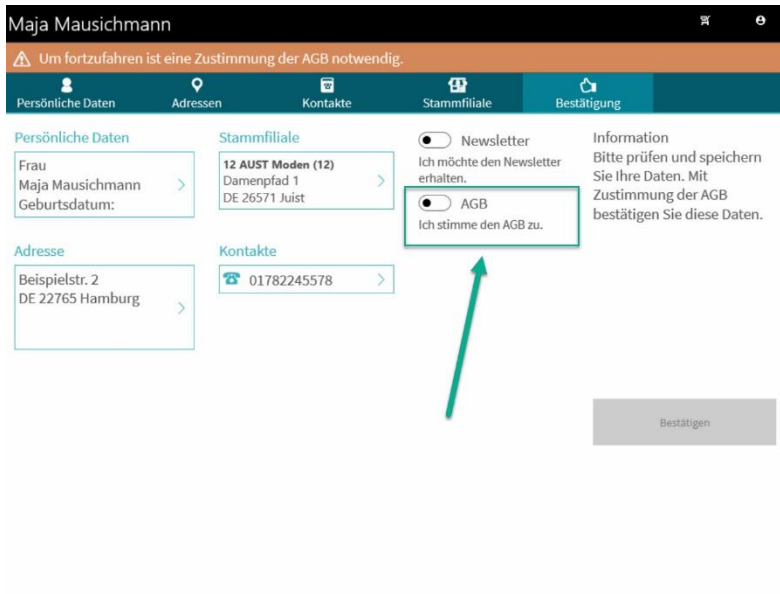 Maja Mausichmann
Um fortzufahren ist eine Zustimmung der AGB notwendig.
Persönliche Daten
Adressen
Kontakte
Stammfiliale
Bestätigung
Persönliche Daten
Frau
Maja Mausichmann
Geburtsdatum:
Adresse
Beispielstr. 2
DE 22765 Hamburg
Stammfiliale
12 AUST Moden (12)
Damenpfad 1
DE 26571 Juist
Kontakte
01782245578
Newsletter
Ich möchte den Newsletter
erhalten.
AGB
Ich stimme den AGB zu.
Information
Bitte prüfen und speichern
Sie Ihre Daten. Mit
Zustimmung der AGB
bestätigen Sie diese Daten.
Bestätigen